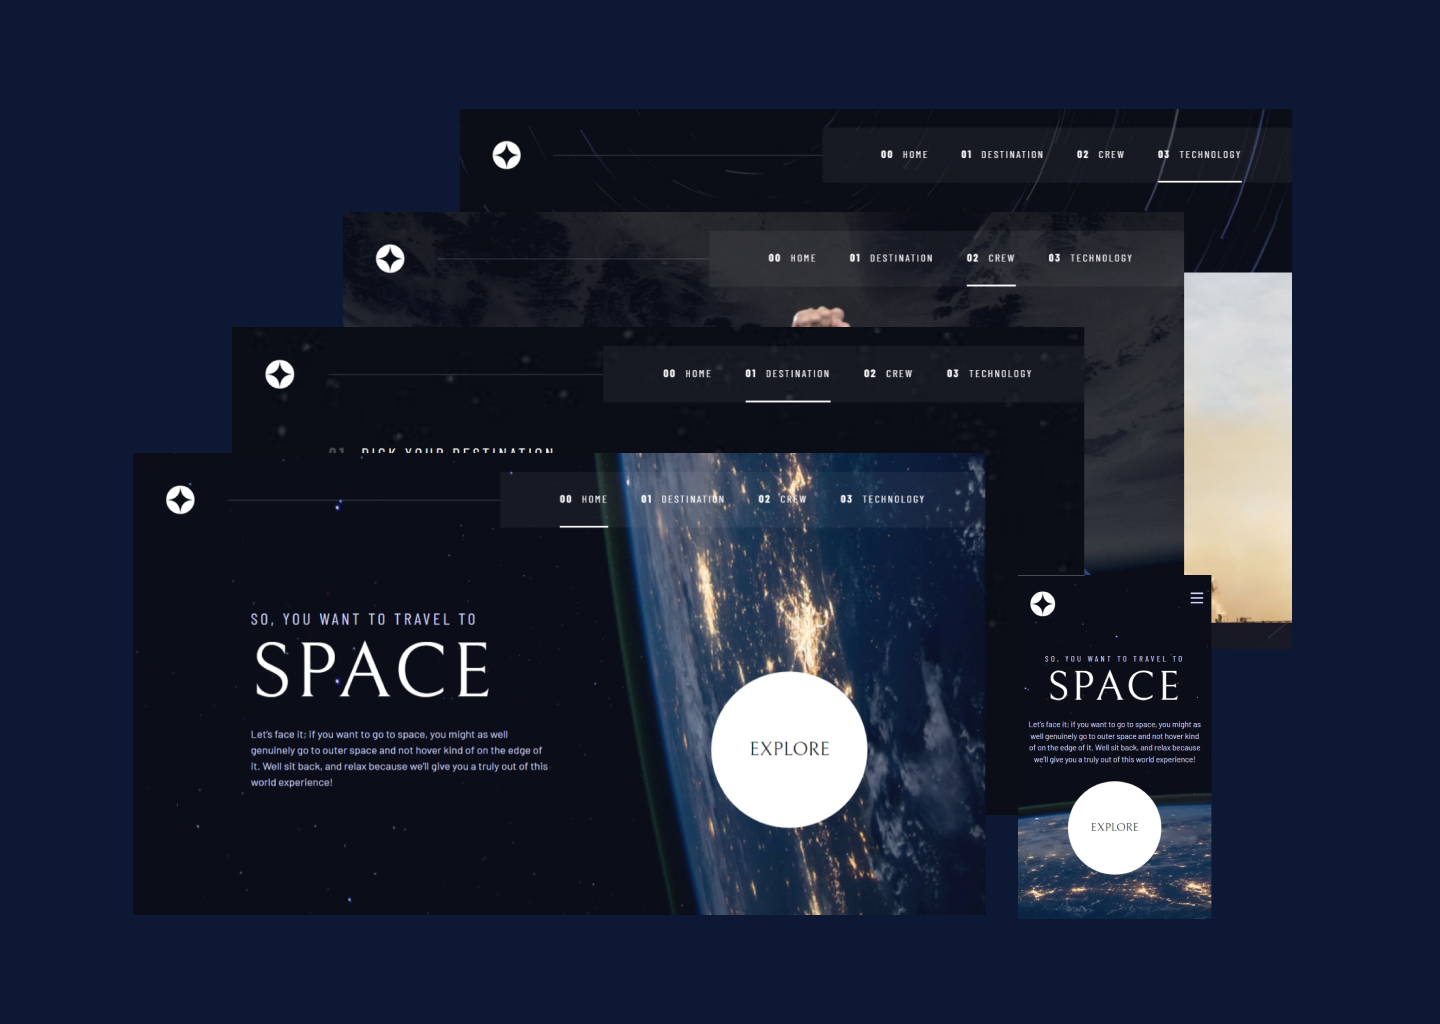 00 HOME 01 DESTINATION 02 CREW 03 TECHNOLOGY
00 HOME 01 DESTINATION 02 CREW 03 TECHNOLOGY
00 HOME 01 DESTINATION 02 CREW 03 TECHNOLOGY
01 PICK YOUR DESTINATION
00 HOME 01 DESTINATION 02 CREW 03 TECHNOLOGY
SO, YOU WANT TO TRAVEL TO
SPACE
Let's face it; if you want to go to space, you might as well
genuinely go to outer space and not hover kind of on the edge of
it. Well sit back, and relax because we'll give you a truly out of this
world experience!
EXPLORE
SO, YOU WANT TO TRAVEL TO
SPACE
Let's face it; if you want to go to space, you might as
well genuinely go to outer space and not hover kind
of on the edge of it. Well sit back, and relax because
we'll give you a truly out of this world experience!
EXPLORE